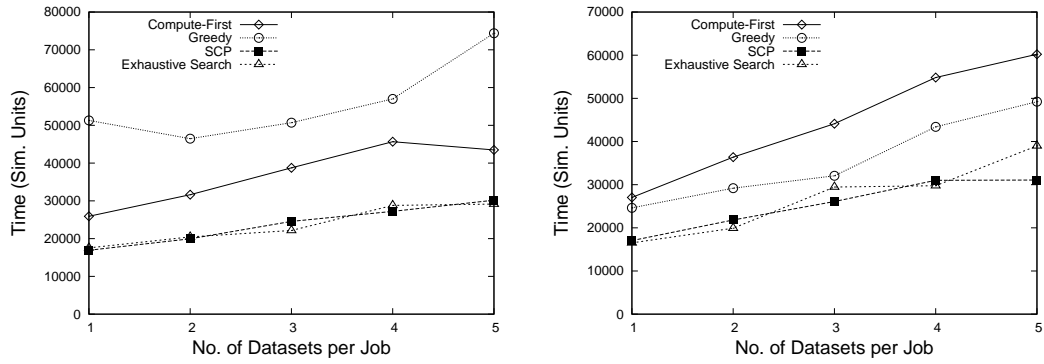 80000
70000
60000
50000
40000
30000
20000
10000
0
Time (Sim. Units)
Compute-First
Greedy
SCP
Exhaustive Search
1 2 3 4 5
No. of Datasets per Job
70000
60000
50000
40000
30000
20000
10000
0
Time (Sim. Units)
Compute-First
Greedy
SCP
Exhaustive Search
1 2 3 4 5
No. of Datasets per Job